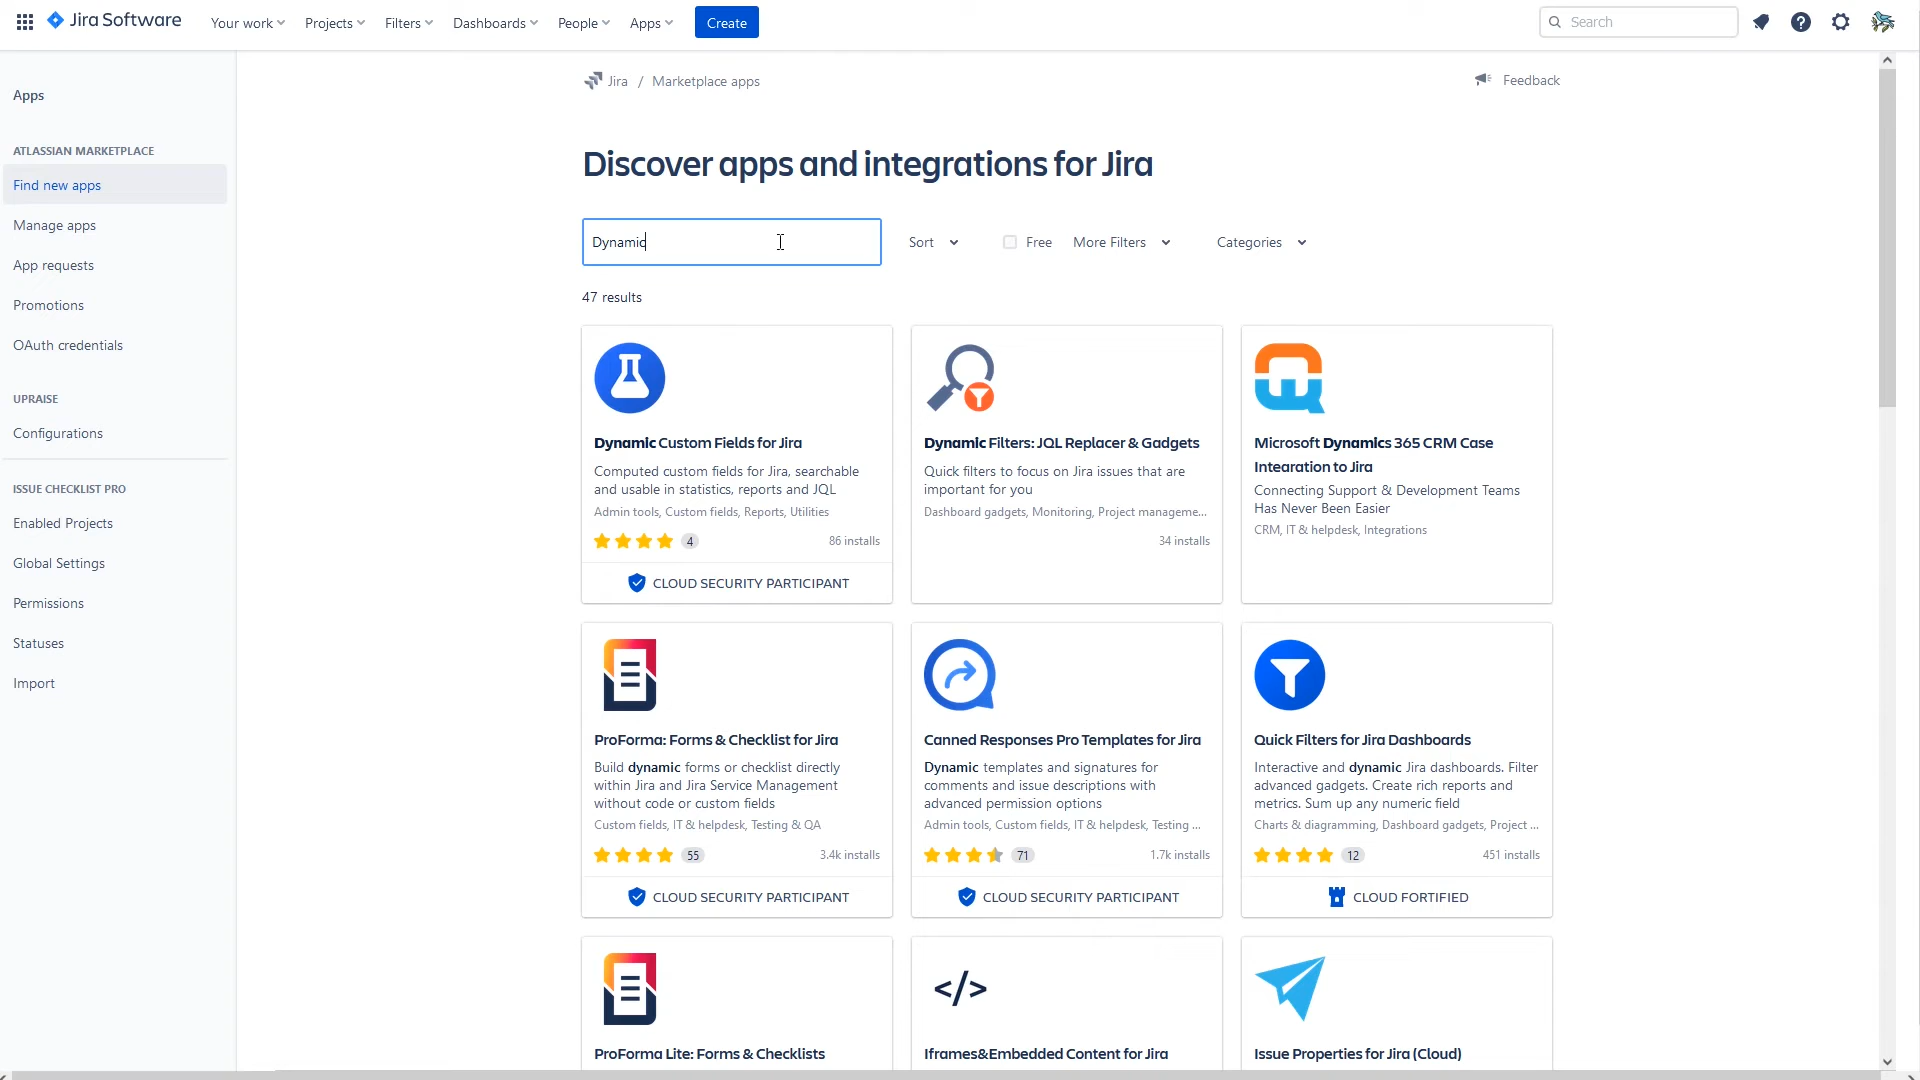 Jira Software
Your work
Projects
Filters
Dashboards
People
Apps
Create
Search
Apps
ATLASSIAN MARKETPLACE
Find new apps
Manage apps
App requests
Promotions
OAuth credentials
UPRAISE
Configurations
ISSUE CHECKLIST PRO
Enabled Projects
Global Settings
Permissions
Statuses
Import
Jira / Marketplace apps
Feedback
Discover apps and integrations for Jira
Dynamic
Sort
Free
More Filters
Categories
47 results
Dynamic Custom Fields for Jira
Computed custom fields for Jira, searchable
and usable in statistics, reports and JQL
Admin tools, Custom fields, Reports, Utilities
4
86 installs
CLOUD SECURITY PARTICIPANT
Dynamic Filters: JQL Replacer & Gadgets
Quick filters to focus on Jira issues that are
important for you
Dashboard gadgets, Monitoring, Project manageme...
34 installs
Microsoft Dynamics 365 CRM Case
Integration to Jira
Connecting Support & Development Teams
Has Never Been Easier
CRM, IT & helpdesk, Integrations
ProForma: Forms & Checklist for Jira
Build dynamic forms or checklist directly
within Jira and Jira Service Management
without code or custom fields
Custom fields, IT & helpdesk, Testing & QA
55
3.4k installs
CLOUD SECURITY PARTICIPANT
Canned Responses Pro Templates for Jira
Dynamic templates and signatures for
comments and issue descriptions with
advanced permission options
Admin tools, Custom fields, IT & helpdesk, Testing ...
71
1.7k installs
CLOUD SECURITY PARTICIPANT
Quick Filters for Jira Dashboards
Interactive and dynamic Jira dashboards. Filter
advanced gadgets. Create rich reports and
metrics. Sum up any numeric field
Charts & diagramming, Dashboard gadgets, Project ...
12
451 installs
CLOUD FORTIFIED
ProForma Lite: Forms & Checklists
</>
Iframes&Embedded Content for Jira
Issue Properties for Jira (Cloud)